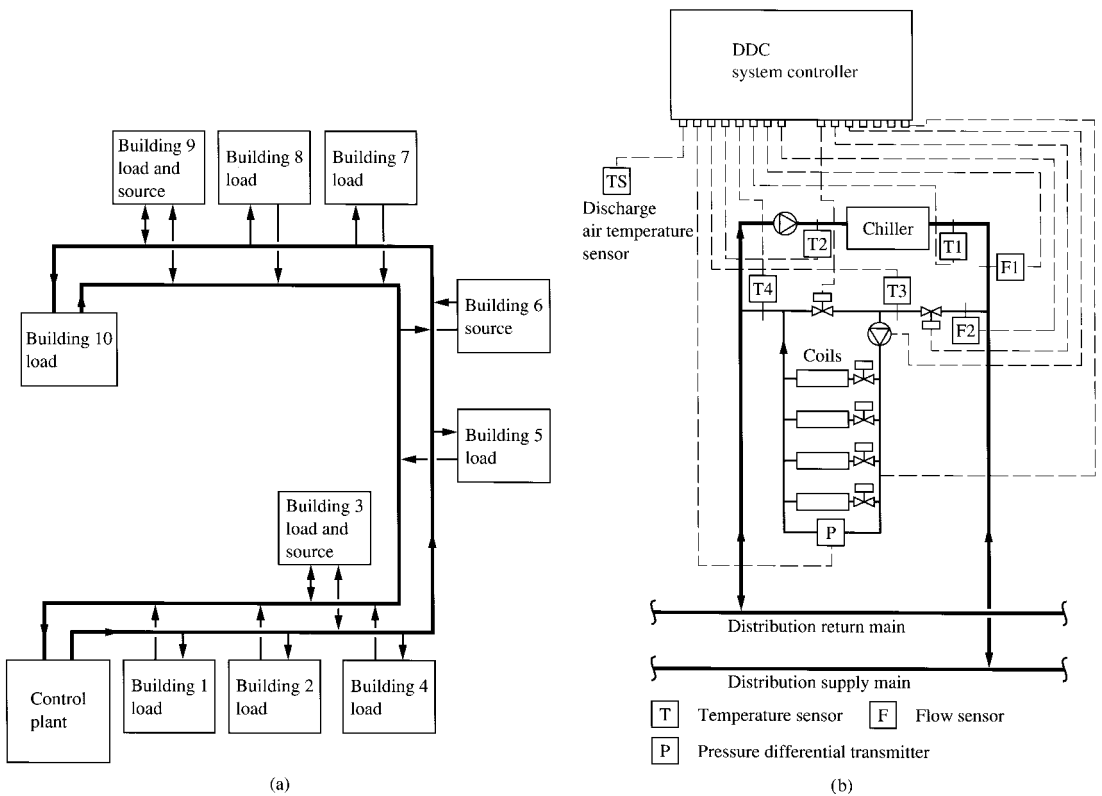 Building 9
load and
source
Building 8
load
Building 7
load
Building 10
load
Building 6
source
Building 5
load
Building 3
load and
source
Control
plant
Building 1
load
Building 2
load
Building 4
load
(a)
DDC
system controller
TS
Discharge
air temperature
sensor
Chiller
T2
T1
F1
T4
T3
F2
Coils
P
Distribution return main
Distribution supply main
T
Temperature sensor
F
Flow sensor
P
Pressure differential transmitter
(b)